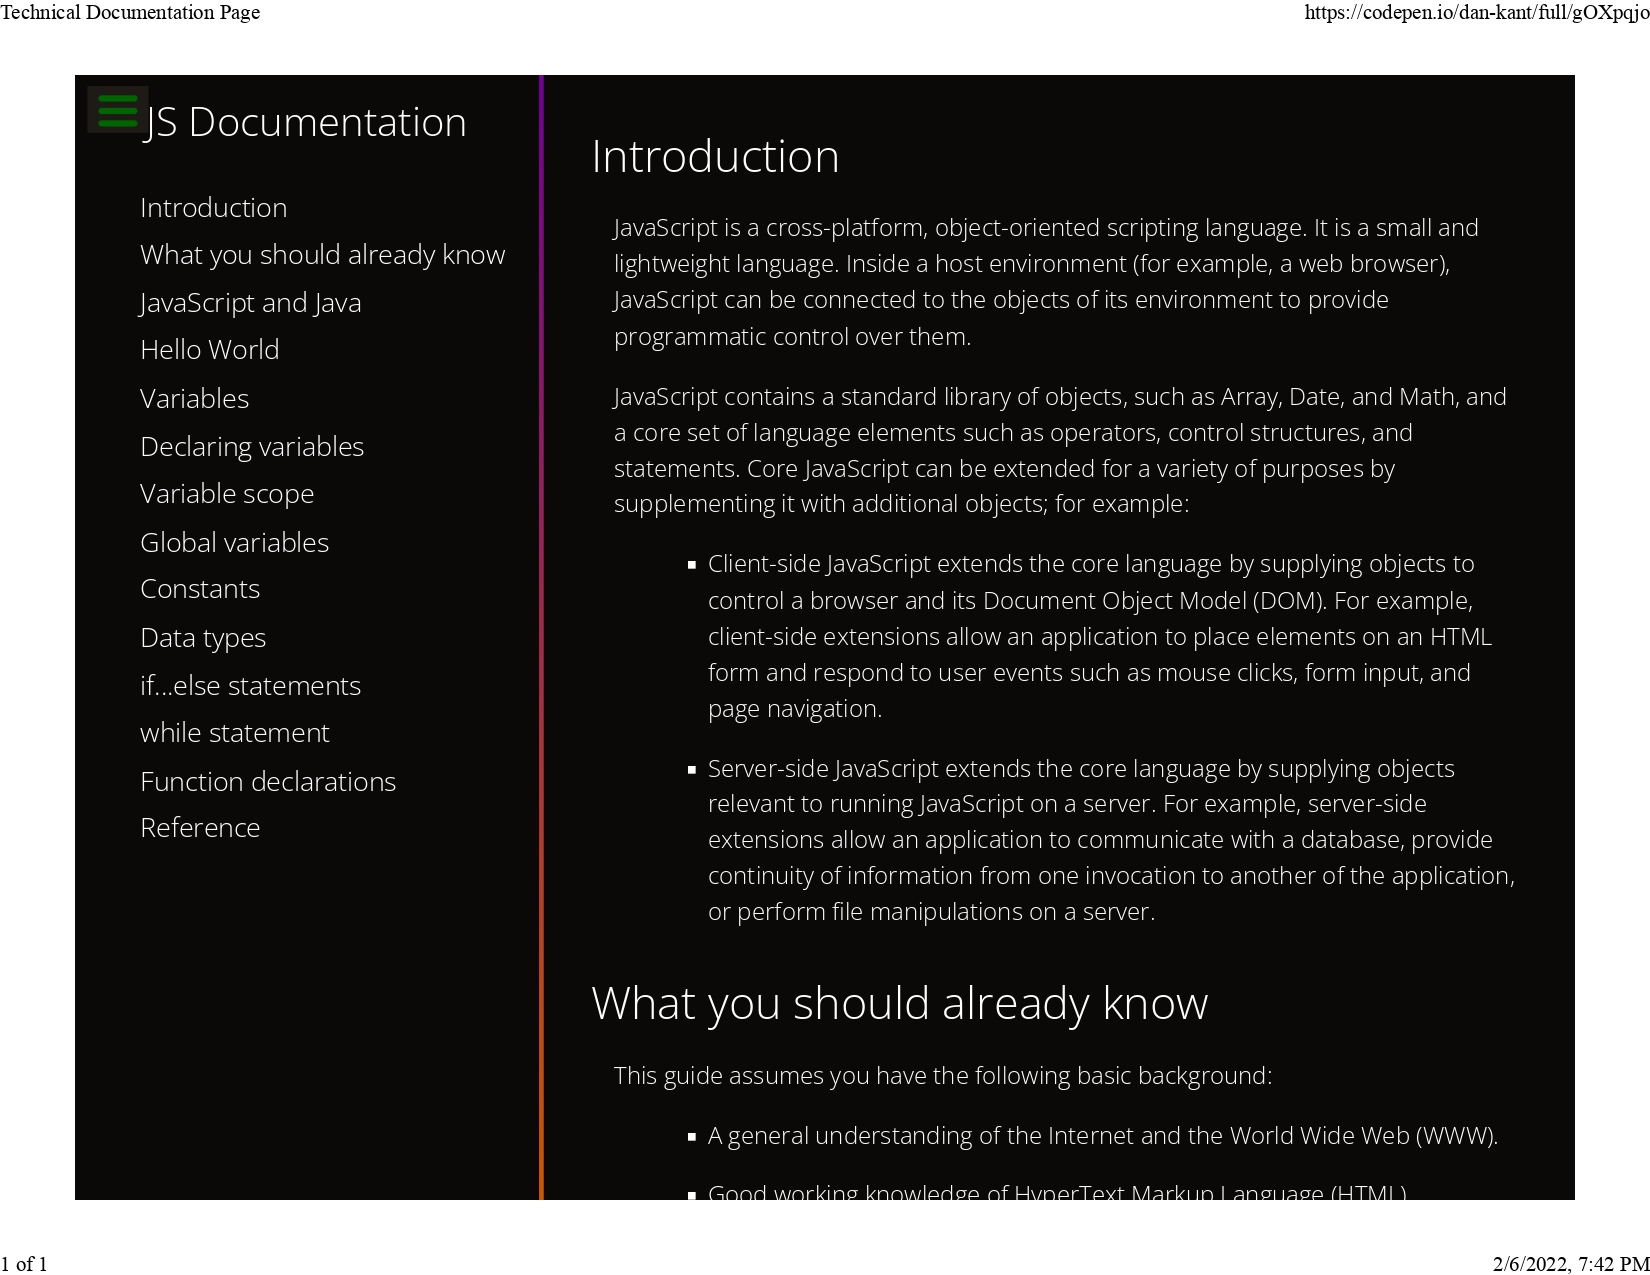 Technical Documentation Page
https://codepen.io/dan-kant/full/gOXpqjo
JS Documentation
Introduction
What you should already know
JavaScript and Java
Hello World
Variables
Declaring variables
Variable scope
Global variables
Constants
Data types
if...else statements
while statement
Function declarations
Reference
Introduction
JavaScript is a cross-platform, object-oriented scripting language. It is a small and
lightweight language. Inside a host environment (for example, a web browser),
JavaScript can be connected to the objects of its environment to provide
programmatic control over them.
JavaScript contains a standard library of objects, such as Array, Date, and Math, and
a core set of language elements such as operators, control structures, and
statements. Core JavaScript can be extended for a variety of purposes by
supplementing it with additional objects; for example:
▪ Client-side JavaScript extends the core language by supplying objects to
control a browser and its Document Object Model (DOM). For example,
client-side extensions allow an application to place elements on an HTML
form and respond to user events such as mouse clicks, form input, and
page navigation.
▪ Server-side JavaScript extends the core language by supplying objects
relevant to running JavaScript on a server. For example, server-side
extensions allow an application to communicate with a database, provide
continuity of information from one invocation to another of the application,
or perform file manipulations on a server.
What you should already know
This guide assumes you have the following basic background:
▪ A general understanding of the Internet and the World Wide Web (WWW).
▪ Good working knowledge of HyperText Markup Language (HTML)
1 of 1
2/6/2022, 7:42 PM